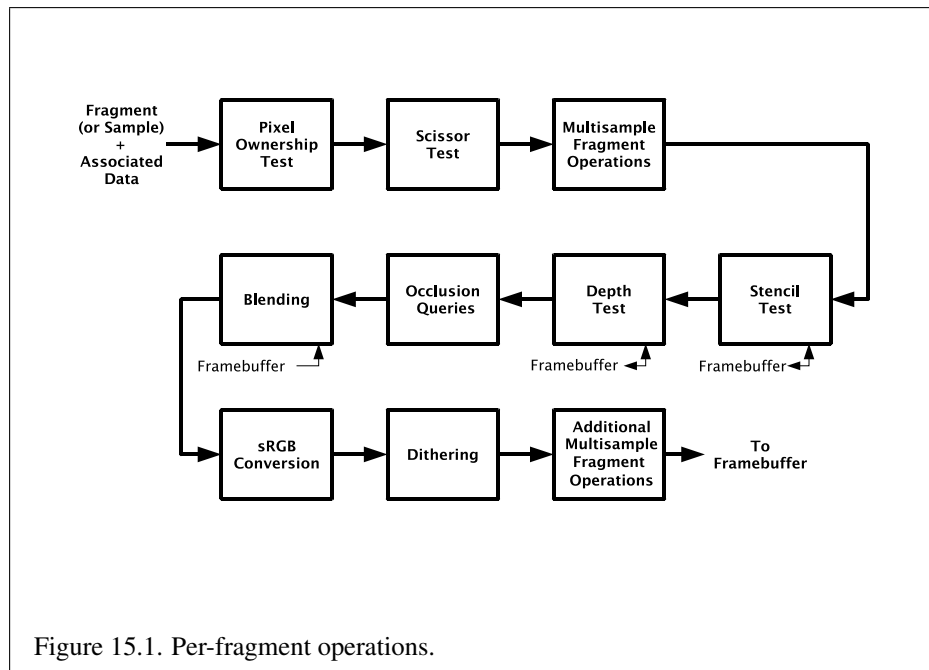 Fragment
(or Sample)
+
Associated
Data
Pixel
Ownership
Test
Scissor
Test
Multisample
Fragment
Operations
Blending
Occlusion
Queries
Depth
Test
Stencil
Test
Framebuffer
Framebuffer
Framebuffer
sRGB
Conversion
Dithering
Additional
Multisample
Fragment
Operations
To
Framebuffer
Figure 15.1. Per-fragment operations.